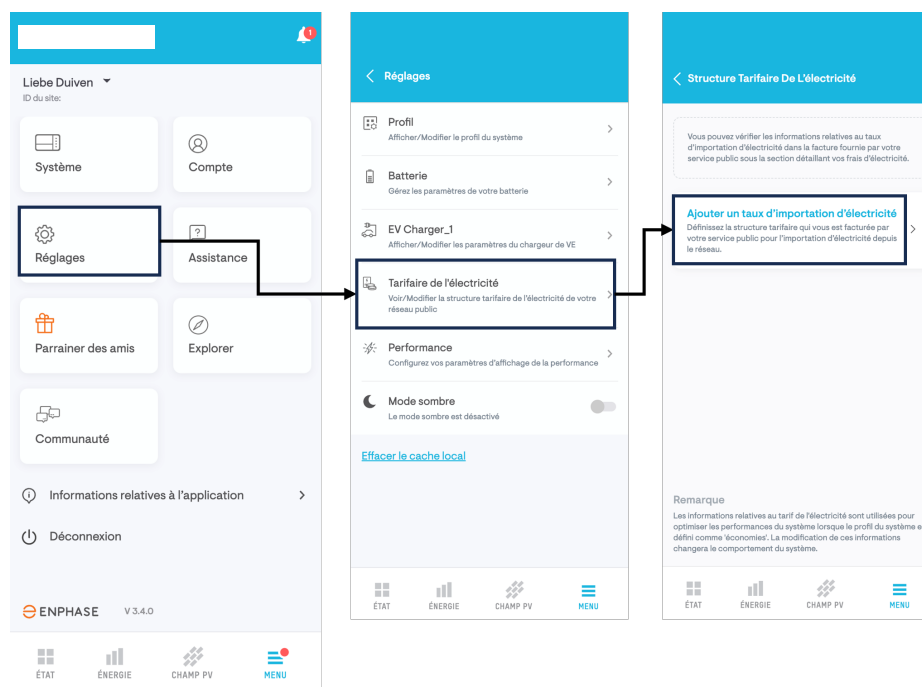 1
Liebe Duiven
ID du site:
Système
Compte
Réglages
Assistance
Parrainer des amis
Explorer
Communauté
Informations relatives à l'application
Déconnexion
ENPHASE V 3.4.0
ÉTAT ÉNERGIE CHAMP PV MENU
Réglages
Profil
Afficher/Modifier le profil du système
Batterie
Gérez les paramètres de votre batterie
EV Charger_1
Afficher/Modifier les paramètres du chargeur de VE
Tarifaire de l'électricité
Voir/Modifier la structure tarifaire de l'électricité de votre
réseau public
Performance
Configurez vos paramètres d'affichage de la performance
Mode sombre
Le mode sombre est désactivé
Effacer le cache local
ÉTAT ÉNERGIE CHAMP PV MENU
Structure Tarifaire De L'électricité
Vous pouvez vérifier les informations relatives au taux
d'importation d'électricité dans la facture fournie par votre
service public sous la section détaillant vos frais d'électricité.
Ajouter un taux d'importation d'électricité
Définissez la structure tarifaire qui vous est facturée par
votre service public pour l'importation d'électricité depuis
le réseau.
Remarque
Les informations relatives au tarif de l'électricité sont utilisées pour
optimiser les performances du système lorsque le profil du système e
défini comme 'économies'. La modification de ces informations
changera le comportement du système.
ÉTAT ÉNERGIE CHAMP PV MENU